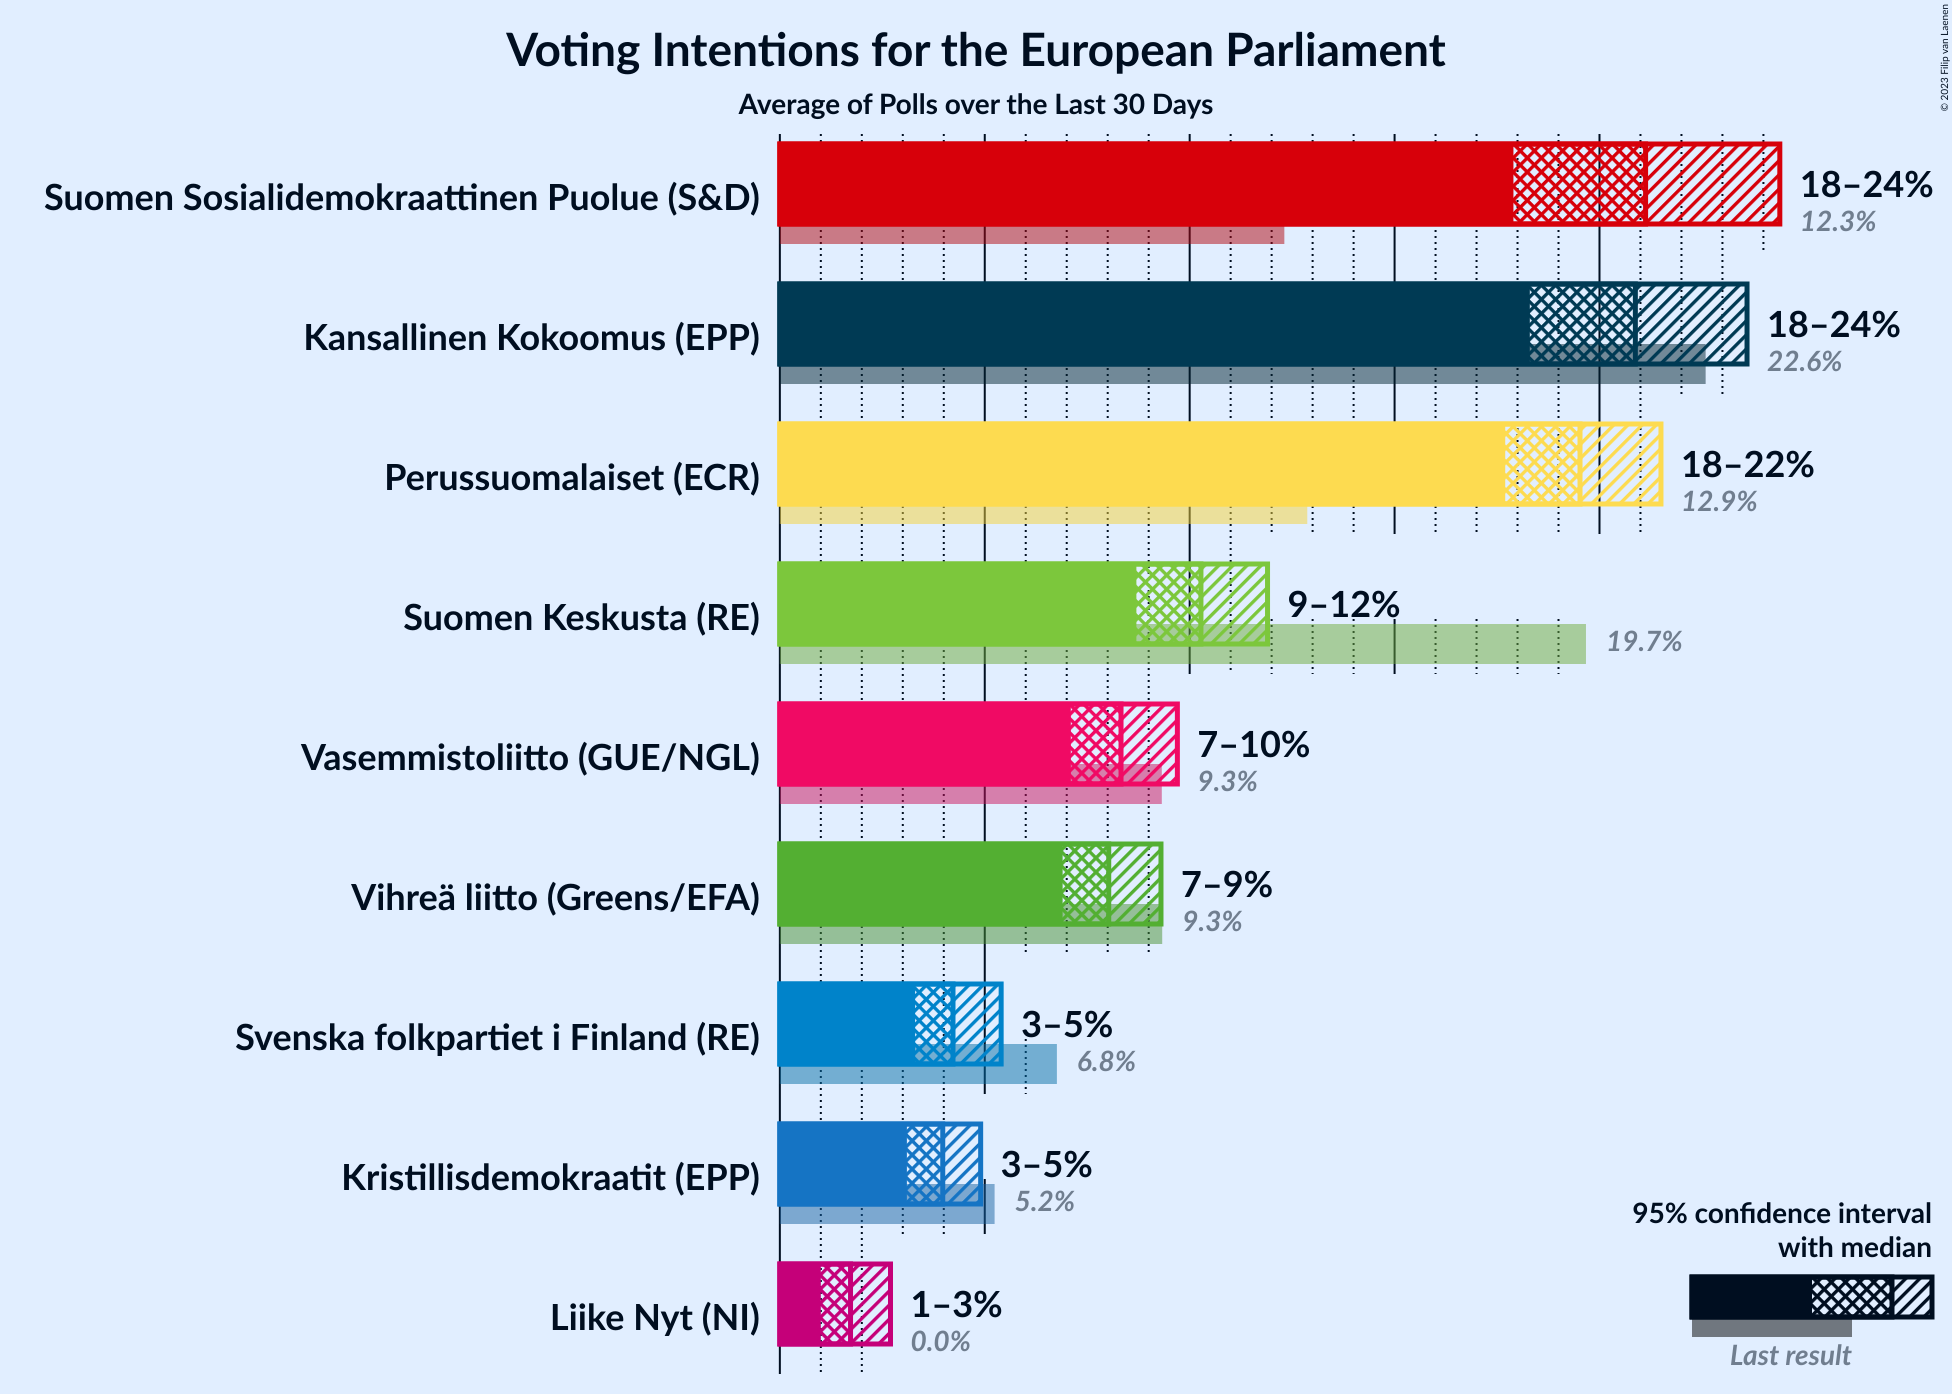 Voting Intentions for the European Parliament
Average of Polls over the Last 30 Days
© 2023 Filip van Laenen
Suomen Sosialidemokraattinen Puolue (S&D)
18–24%
12.3%
Kansallinen Kokoomus (EPP)
18–24%
22.6%
Perussuomalaiset (ECR)
18–22%
12.9%
Suomen Keskusta (RE)
9–12%
19.7%
Vasemmistoliitto (GUE/NGL)
7–10%
9.3%
Vihreä liitto (Greens/EFA)
7–9%
9.3%
Svenska folkpartiet i Finland (RE)
3–5%
6.8%
Kristillisdemokraatit (EPP)
3–5%
5.2%
Liike Nyt (NI)
1–3%
0.0%
95% confidence interval
with median
Last result